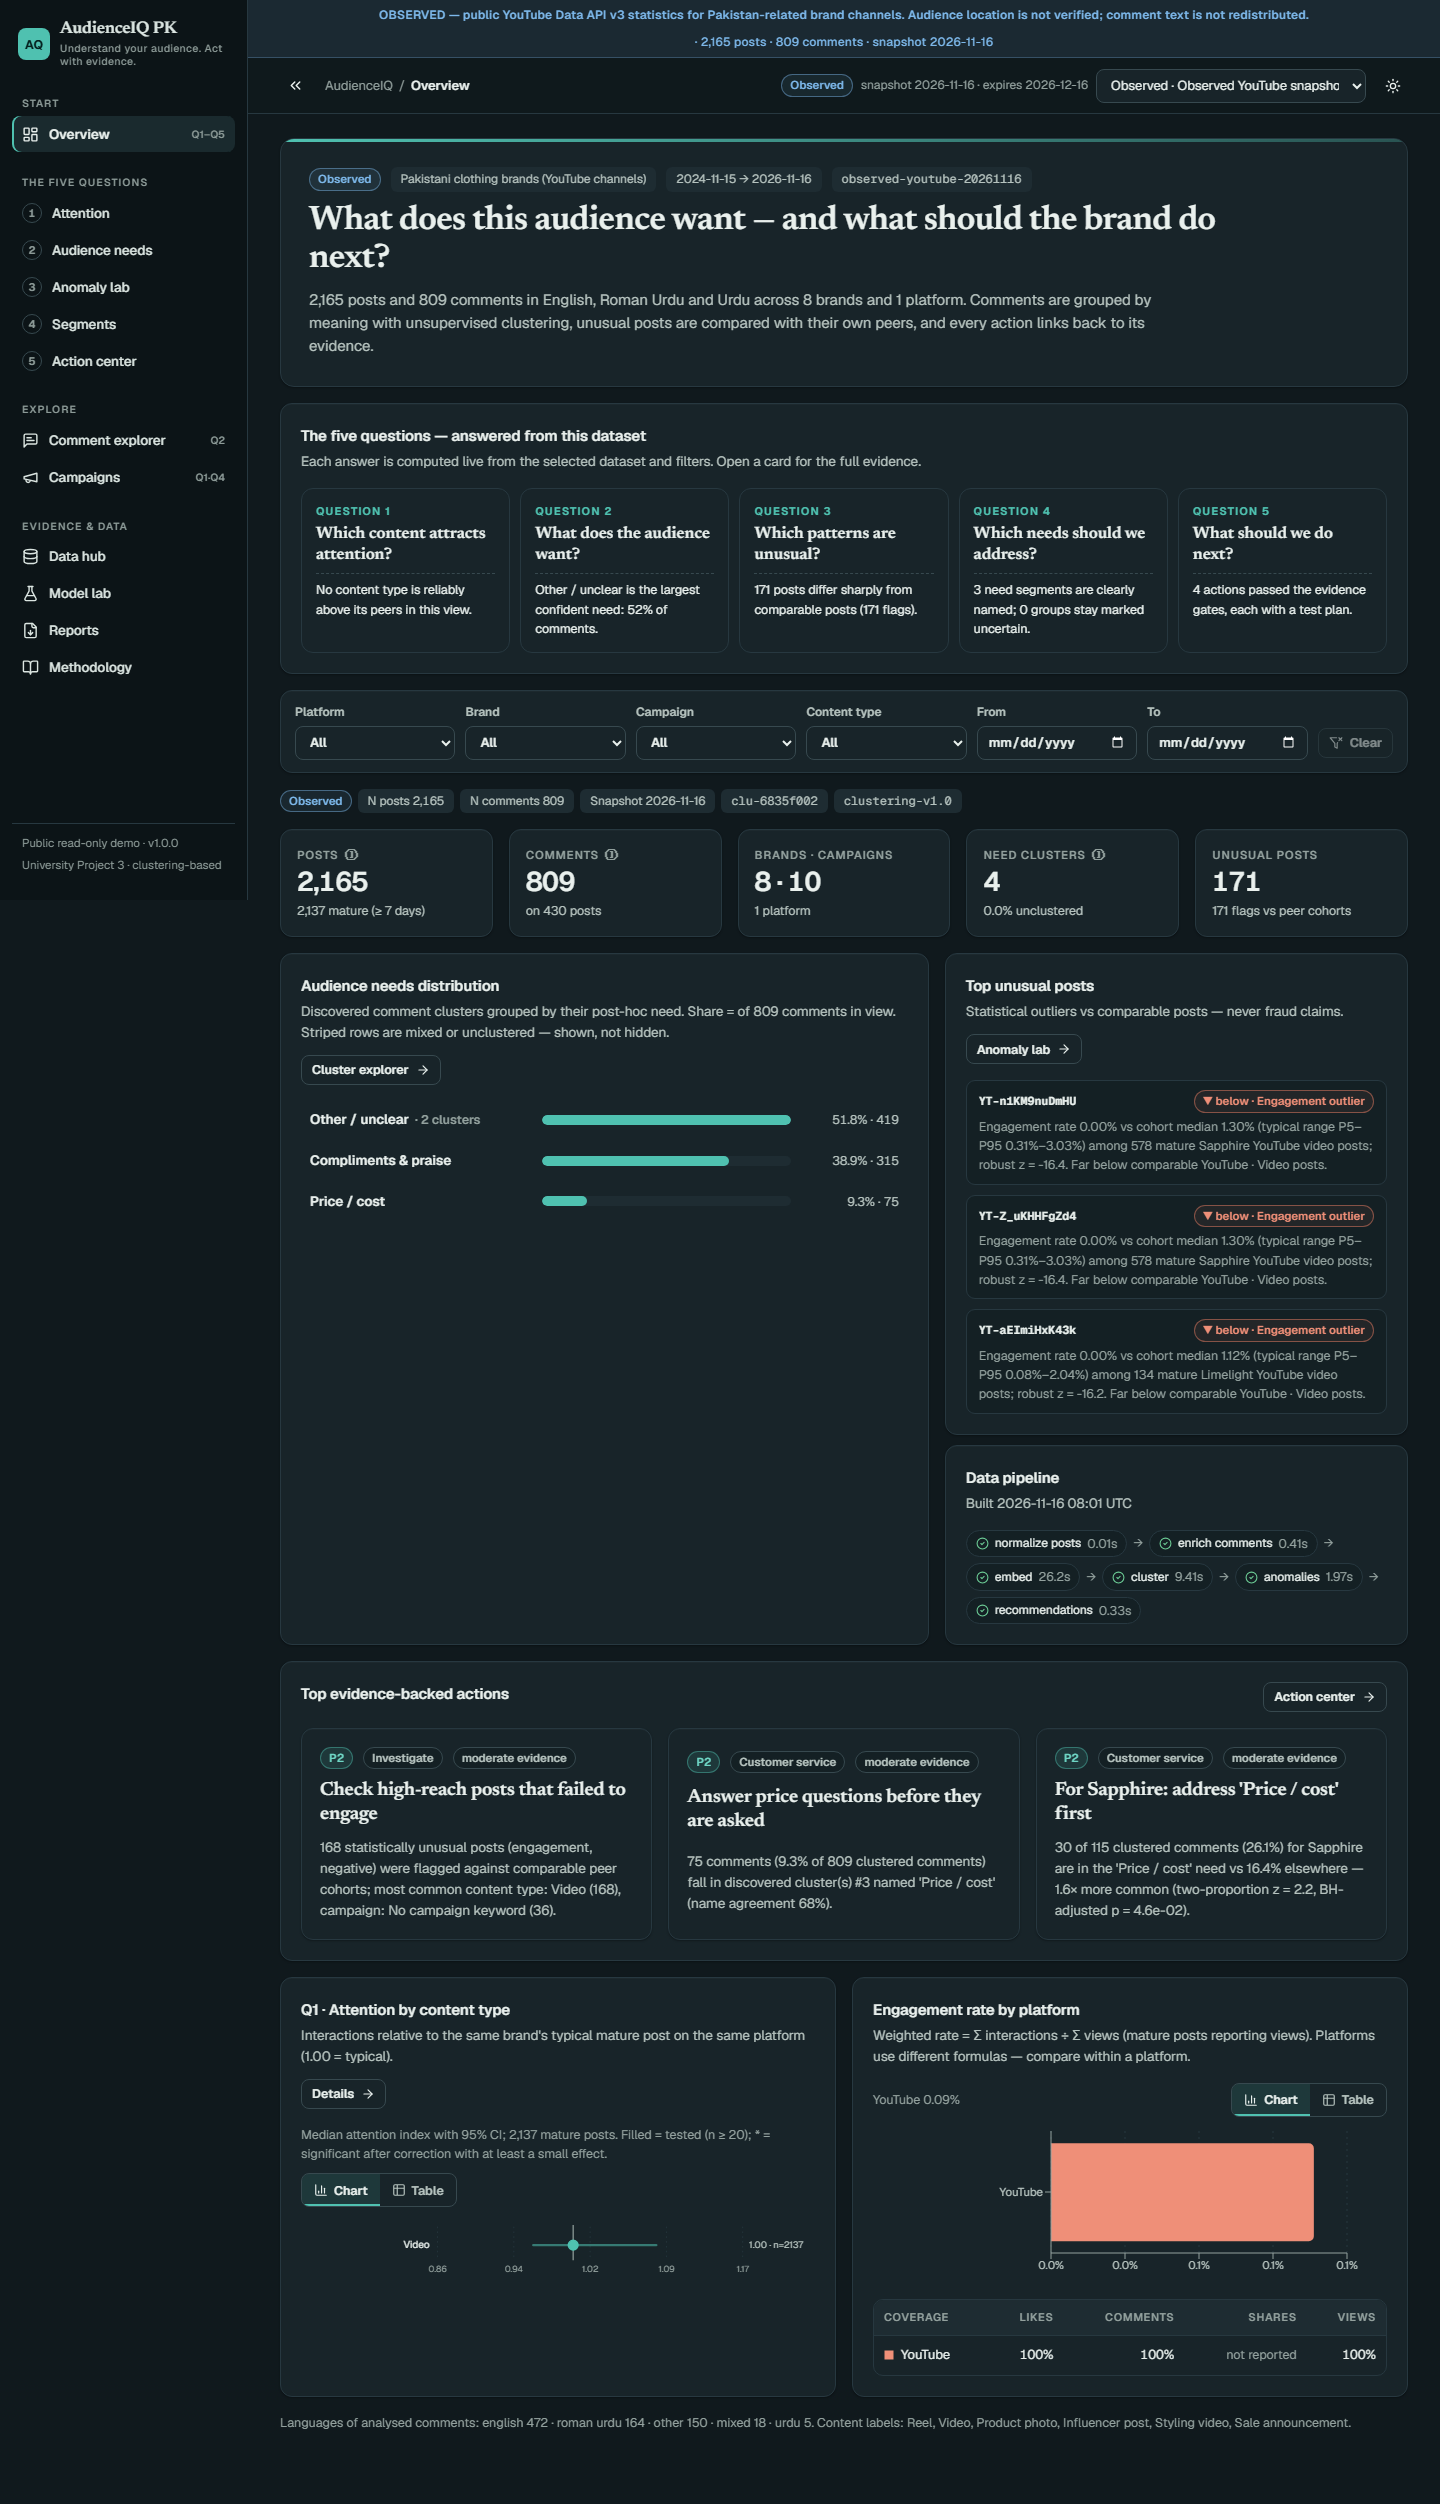 AQ
AudienceIQ PK
Understand your audience. Act
with evidence.
START
Overview Q1–Q5
THE FIVE QUESTIONS
1 Attention
2 Audience needs
3 Anomaly lab
4 Segments
5 Action center
EXPLORE
Comment explorer Q2
Campaigns Q1·Q4
EVIDENCE & DATA
Data hub
Model lab
Reports
Methodology
Public read-only demo · v1.0.0
University Project 3 · clustering-based
OBSERVED — public YouTube Data API v3 statistics for Pakistan-related brand channels. Audience location is not verified; comment text is not redistributed.
· 2,165 posts · 809 comments · snapshot 2026-11-16
AudienceIQ / Overview
Observed snapshot 2026-11-16 · expires 2026-12-16 Observed · Observed YouTube snapsho
Observed Pakistani clothing brands (YouTube channels) 2024-11-15 → 2026-11-16 observed-youtube-20261116
What does this audience want — and what should the brand do
next?
2,165 posts and 809 comments in English, Roman Urdu and Urdu across 8 brands and 1 platform. Comments are grouped by
meaning with unsupervised clustering, unusual posts are compared with their own peers, and every action links back to its
evidence.
The five questions — answered from this dataset
Each answer is computed live from the selected dataset and filters. Open a card for the full evidence.
QUESTION 1
Which content attracts
attention?
No content type is reliably
above its peers in this view.
QUESTION 2
What does the audience
want?
Other / unclear is the largest
confident need: 52% of
comments.
QUESTION 3
Which patterns are
unusual?
171 posts differ sharply from
comparable posts (171 flags).
QUESTION 4
Which needs should we
address?
3 need segments are clearly
named; 0 groups stay marked
uncertain.
QUESTION 5
What should we do
next?
4 actions passed the evidence
gates, each with a test plan.
Platform Brand Campaign Content type From To
All All All All mm/dd/yyyy mm/dd/yyyy Clear
Observed N posts 2,165 N comments 809 Snapshot 2026-11-16 clu-6835f002 clustering-v1.0
POSTS
2,165
2,137 mature (≥ 7 days)
COMMENTS
809
on 430 posts
BRANDS · CAMPAIGNS
8 · 10
1 platform
NEED CLUSTERS
4
0.0% unclustered
UNUSUAL POSTS
171
171 flags vs peer cohorts
Audience needs distribution
Discovered comment clusters grouped by their post-hoc need. Share = of 809 comments in view.
Striped rows are mixed or unclustered — shown, not hidden.
Cluster explorer →
Other / unclear · 2 clusters 51.8% · 419
Compliments & praise 38.9% · 315
Price / cost 9.3% · 75
Top unusual posts
Statistical outliers vs comparable posts — never fraud claims.
Anomaly lab →
YT-n1KM9nuDmHU ▼ below · Engagement outlier
Engagement rate 0.00% vs cohort median 1.30% (typical range P5–
P95 0.31%–3.03%) among 578 mature Sapphire YouTube video posts;
robust z = -16.4. Far below comparable YouTube · Video posts.
YT-Z_uKHHFgZd4 ▼ below · Engagement outlier
Engagement rate 0.00% vs cohort median 1.30% (typical range P5–
P95 0.31%–3.03%) among 578 mature Sapphire YouTube video posts;
robust z = -16.4. Far below comparable YouTube · Video posts.
YT-aEImiHxK43k ▼ below · Engagement outlier
Engagement rate 0.00% vs cohort median 1.12% (typical range P5–
P95 0.08%–2.04%) among 134 mature Limelight YouTube video
posts; robust z = -16.2. Far below comparable YouTube · Video posts.
Data pipeline
Built 2026-11-16 08:01 UTC
normalize posts 0.01s → enrich comments 0.41s →
embed 26.2s → cluster 9.41s → anomalies 1.97s →
recommendations 0.33s
Top evidence-backed actions
Action center →
P2 Investigate moderate evidence
Check high-reach posts that failed to
engage
168 statistically unusual posts (engagement,
negative) were flagged against comparable peer
cohorts; most common content type: Video (168),
campaign: No campaign keyword (36).
P2 Customer service moderate evidence
Answer price questions before they
are asked
75 comments (9.3% of 809 clustered comments)
fall in discovered cluster(s) #3 named 'Price / cost'
(name agreement 68%).
P2 Customer service moderate evidence
For Sapphire: address 'Price / cost'
first
30 of 115 clustered comments (26.1%) for Sapphire
are in the 'Price / cost' need vs 16.4% elsewhere —
1.6× more common (two-proportion z = 2.2, BH-
adjusted p = 4.6e-02).
Q1 · Attention by content type
Interactions relative to the same brand's typical mature post on the same platform
(1.00 = typical).
Details →
Median attention index with 95% CI; 2,137 mature posts. Filled = tested (n ≥ 20); * =
significant after correction with at least a small effect.
Chart Table
Video 1.00 · n=2137
0.86 0.94 1.02 1.09 1.17
Engagement rate by platform
Weighted rate = Σ interactions ÷ Σ views (mature posts reporting views). Platforms
use different formulas — compare within a platform.
YouTube 0.09%
Chart Table
YouTube
0.0% 0.0% 0.1% 0.1% 0.1%
COVERAGE LIKES COMMENTS SHARES VIEWS
YouTube 100% 100% not reported 100%
Languages of analysed comments: english 472 · roman urdu 164 · other 150 · mixed 18 · urdu 5. Content labels: Reel, Video, Product photo, Influencer post, Styling video, Sale announcement.